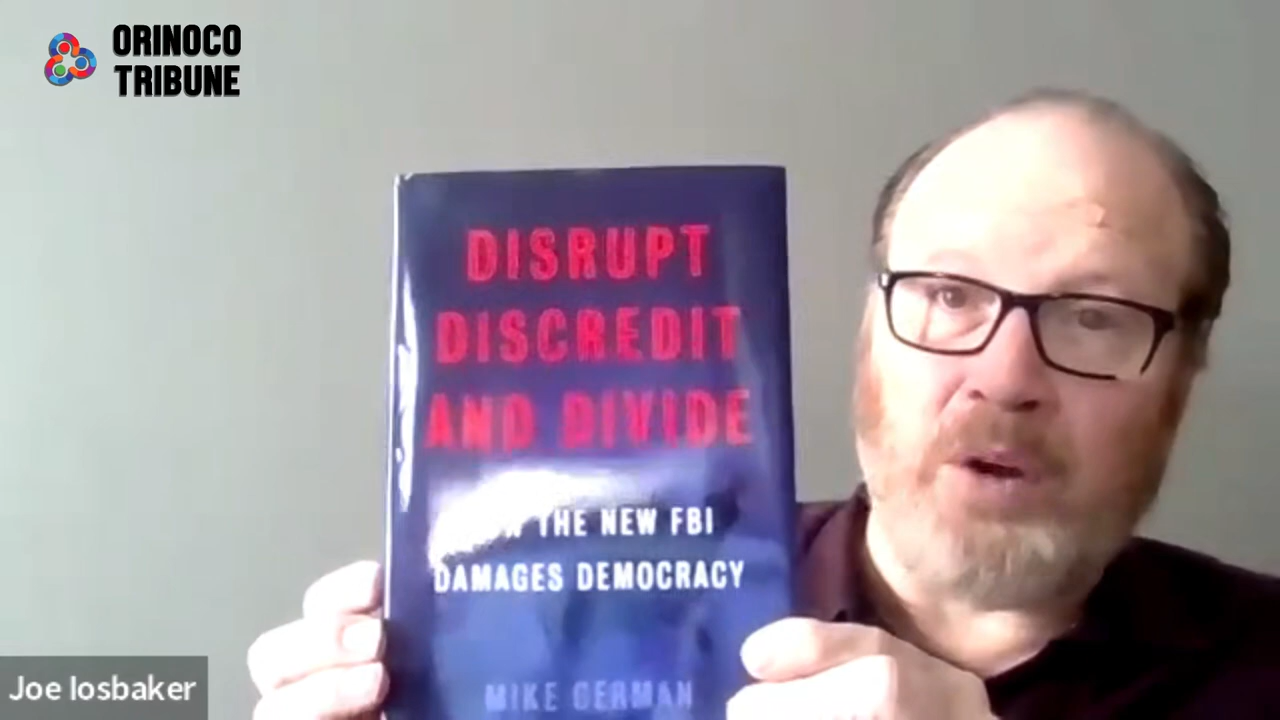 ORINOCO
TRIBUNE
DISRUPT
DISCREDIT
AND DIVIDE
THE NEW FBI
DAMAGES DEMOCRACY
MIKE GERMAN
Joe Iosbaker